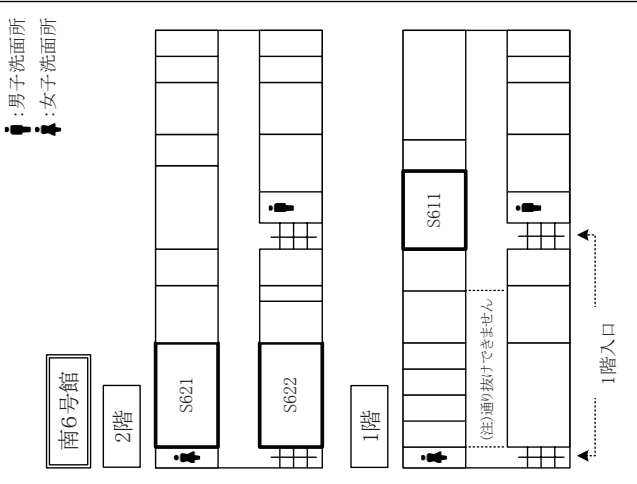 南6号館
:男子洗面所
:女子洗面所
2階
S621
S622
1階
S611
(注)通り抜けできません
1階入口